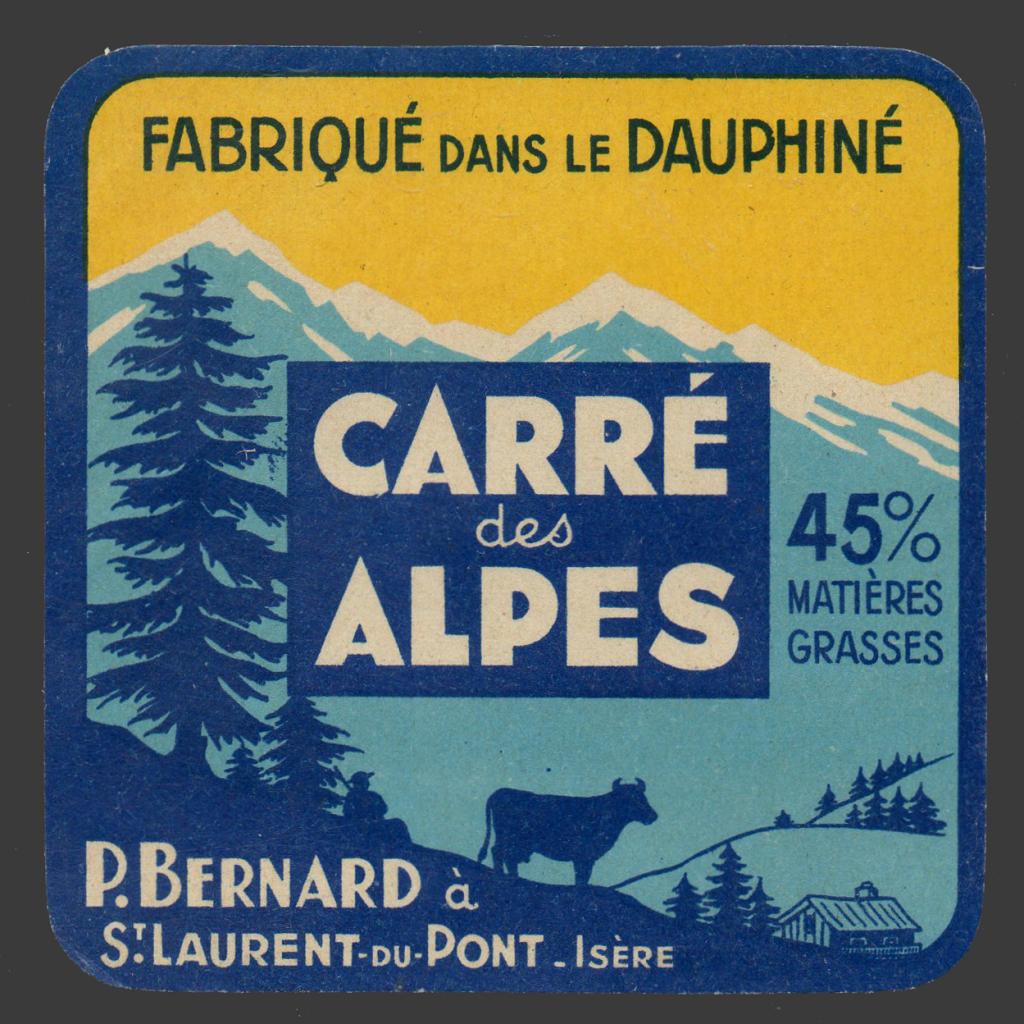 FABRIQUÉ DANS LE DAUPHINÉ
CARRÉ
des
ALPES
45%
MATIÈRES
GRASSES
P. BERNARD à
ST. LAURENT-DU-PONT - ISÈRE